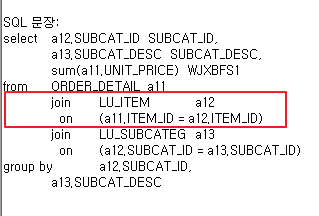 SQL 문장:
select a12,SUBCAT_ID SUBCAT_ID,
a13,SUBCAT_DESC SUBCAT_DESC,
sum(a11,UNIT_PRICE) WJXBFS1
from ORDER_DETAIL a11
join LU_ITEM a12
on (a11,ITEM_ID = a12,ITEM_ID)
join LU_SUBCATEG a13
on (a12,SUBCAT_ID = a13,SUBCAT_ID)
group by a12,SUBCAT_ID,
a13,SUBCAT_DESC